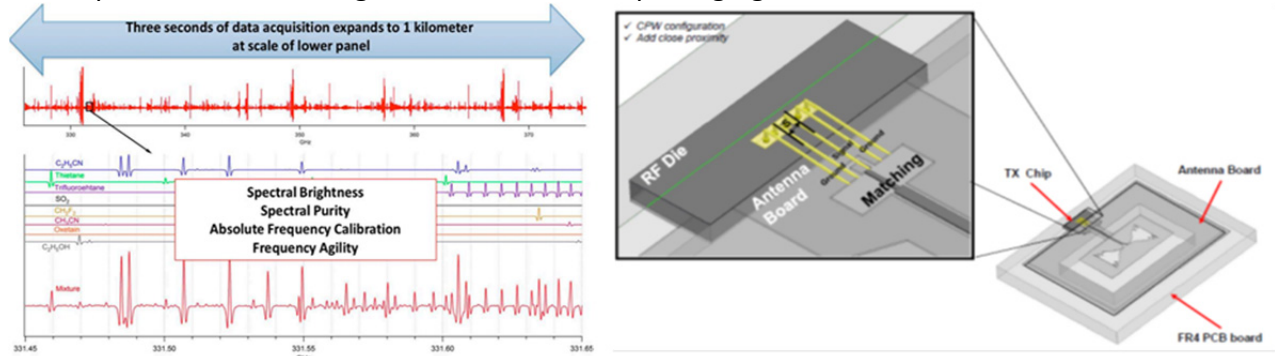 Three seconds of data acquisition expands to 1 kilometer
at scale of lower panel
330
340
350
360
370
GHz
C₂H₅CN
Thietane
Trifluoroehtane
SO₂
CH₂F₂
CH₃CN
Oxetain
C₂H₅OH
Mixture
Spectral Brightness
Spectral Purity
Absolute Frequency Calibration
Frequency Agility
331.45
331.50
331.55
331.60
331.65
✓ CPW configuration
✓ Add close proximity
RF Die
Antenna
Board
Ground
Signal
Ground
Matching
TX Chip
Antenna Board
FR4 PCB board